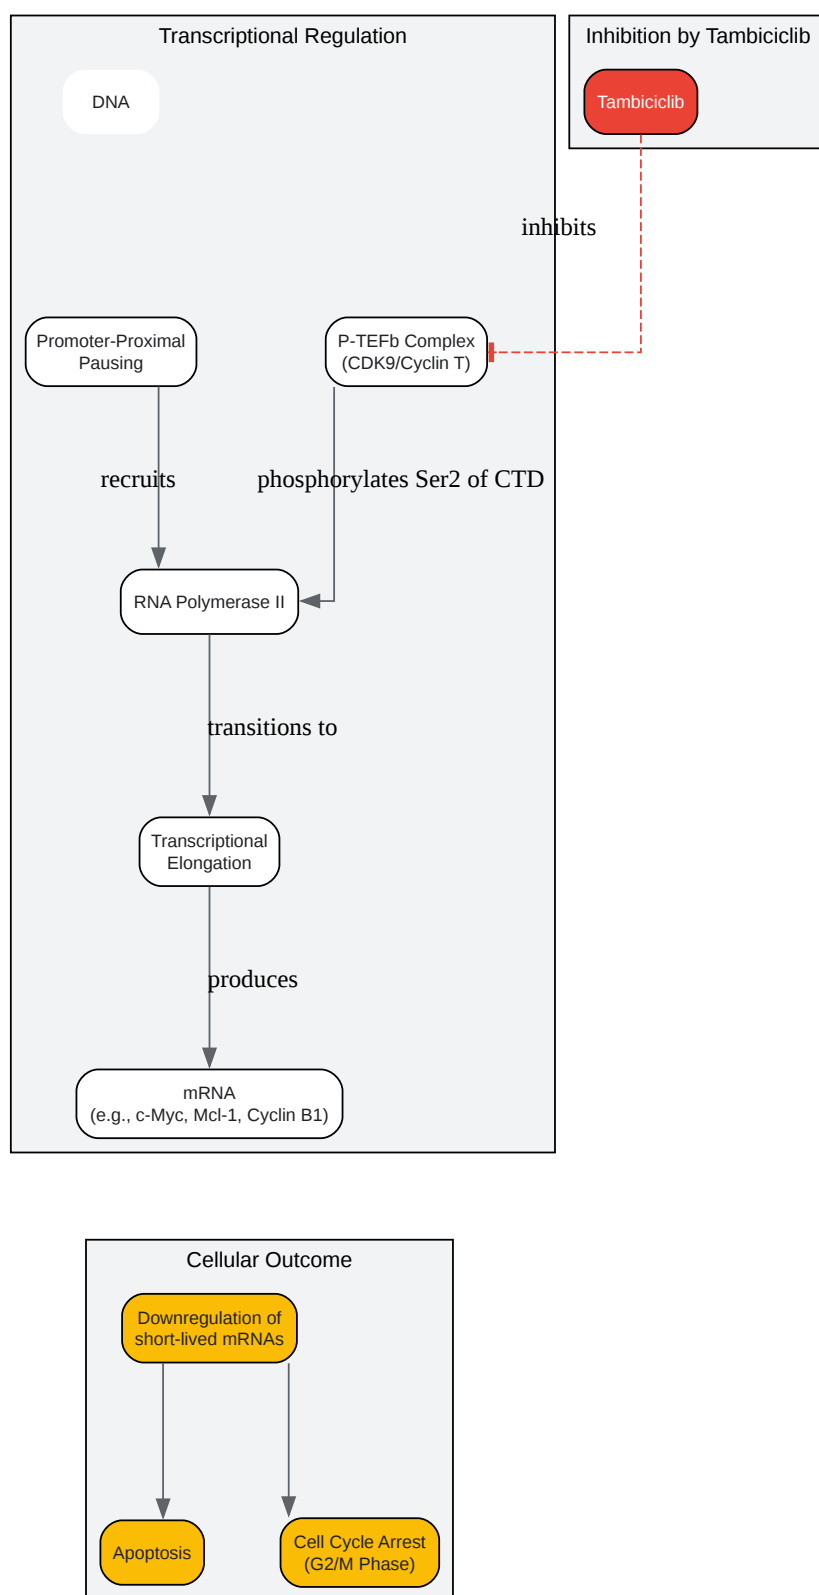 Transcriptional Regulation
Inhibition by Tambiciclib
DNA
Tambiciclib
inhibits
Promoter-Proximal
Pausing
P-TEFb Complex
(CDK9/Cyclin T)
recruits
phosphorylates Ser2 of CTD
RNA Polymerase II
transitions to
Transcriptional
Elongation
produces
mRNA
(e.g., c-Myc, Mcl-1, Cyclin B1)
Cellular Outcome
Downregulation of
short-lived mRNAs
Apoptosis
Cell Cycle Arrest
(G2/M Phase)